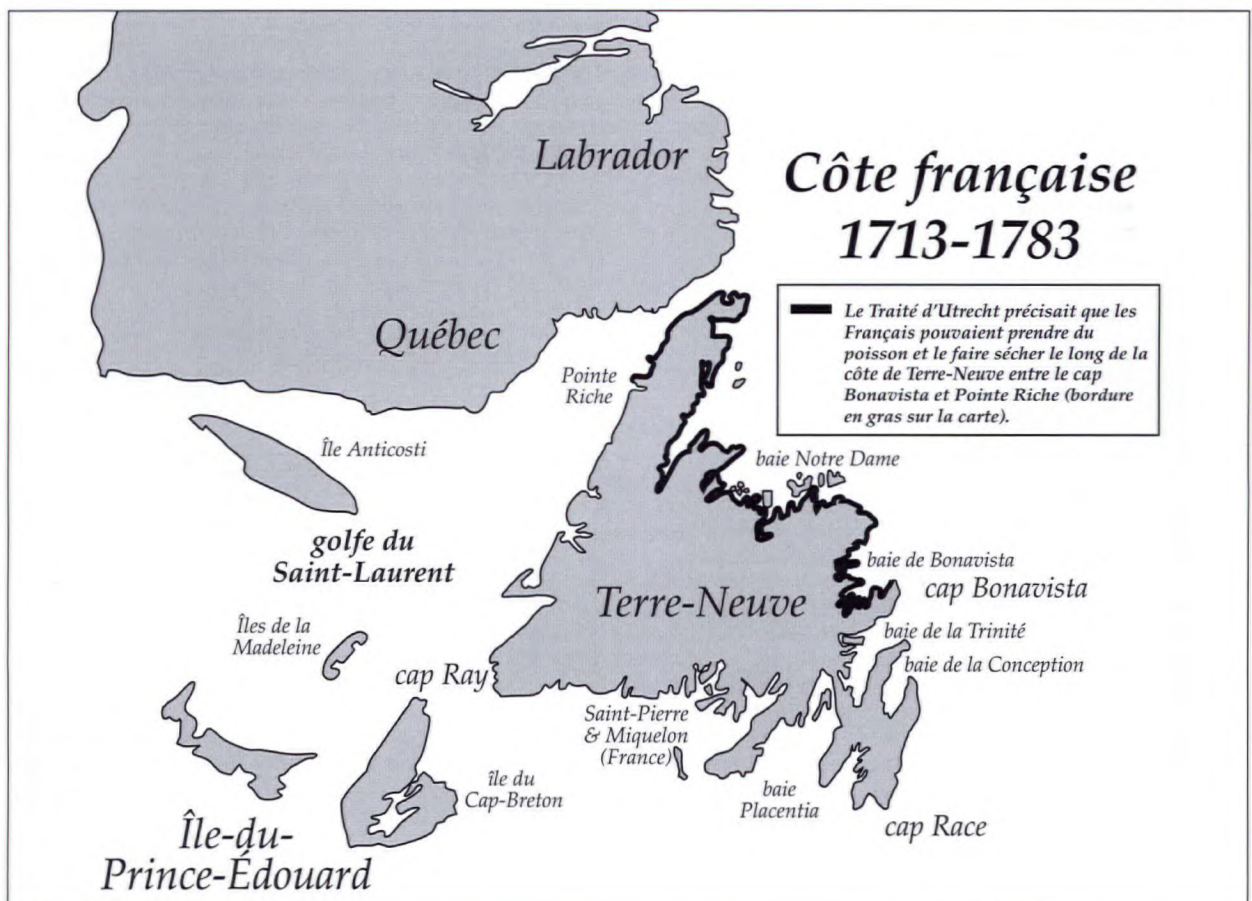 Labrador
Côte française
1713-1783
Le Traité d'Utrecht précisait que les
Français pouvaient prendre du
poisson et le faire sécher le long de la
côte de Terre-Neuve entre le cap
Bonavista et Pointe Riche (bordure
en gras sur la carte).
Québec
Pointe
Riche
Île Anticosti
baie Notre Dame
golfe du
Saint-Laurent
baie de Bonavista
cap Bonavista
Terre-Neuve
Îles de la
Madeleine
baie de la Trinité
baie de la Conception
cap Ray
Saint-Pierre
& Miquelon
(France)
île du
Cap-Breton
baie
Placentia
cap Race
Île-du-
Prince-Édouard